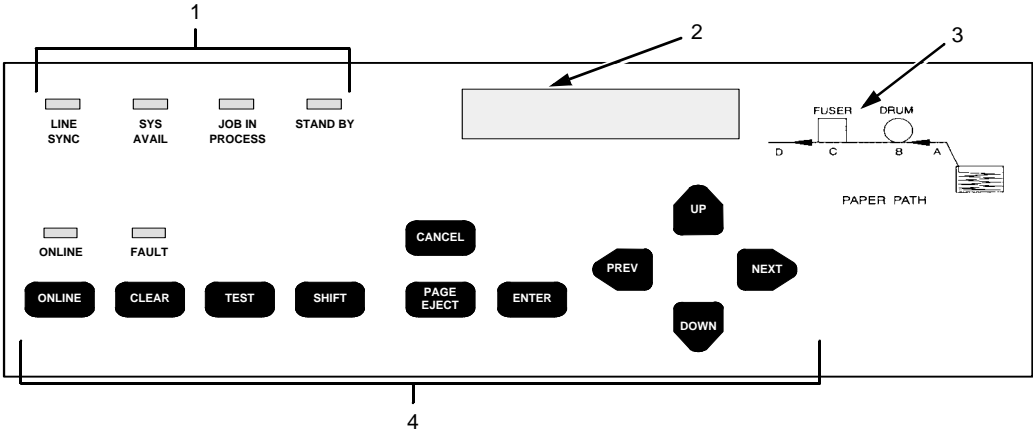 1
2
3
LINE
SYNC
SYS
AVAIL
JOB IN
PROCESS
STAND BY
FUSER
DRUM
D
C
B
A
PAPER PATH
ONLINE
FAULT
CANCEL
UP
PREV
NEXT
ONLINE
CLEAR
TEST
SHIFT
PAGE
EJECT
ENTER
DOWN
4